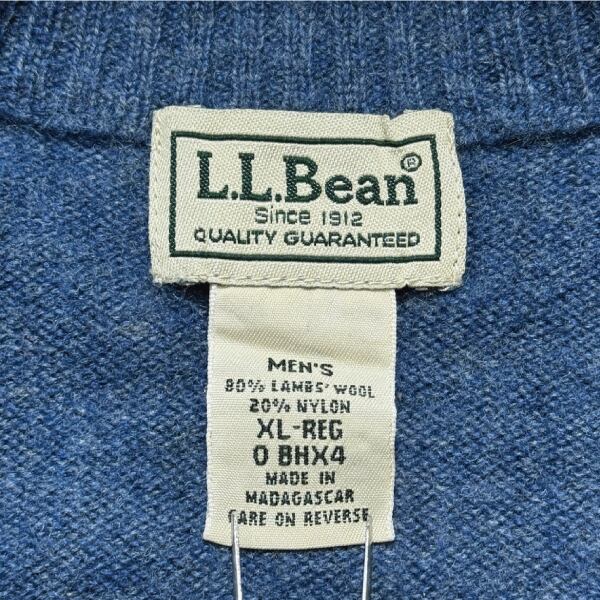 L.L.Bean®
Since 1912
QUALITY GUARANTEED
MEN'S
80% LAMBS' WOOL
20% NYLON
XL-REG
0 BHX4
MADE IN
MADAGASCAR
CARE ON REVERSE